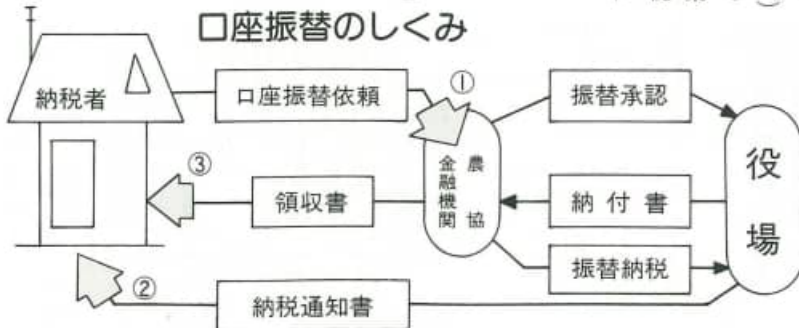 口座振替のしくみ
納税者
口座振替依頼
①
振替承認
農協
金融機関
役場
③
領収書
納付書
振替納税
②
納税通知書